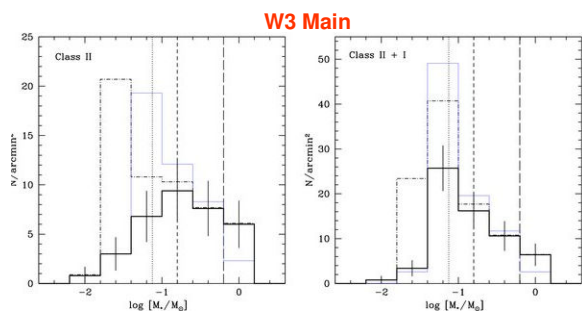 W3 Main
25
20
15
10
5
0
N/arcmin²
Class II
-2
-1
0
log [M*/M☉]
50
40
30
20
10
0
N/arcmin²
Class II + I
-2
-1
0
log [M*/M☉]